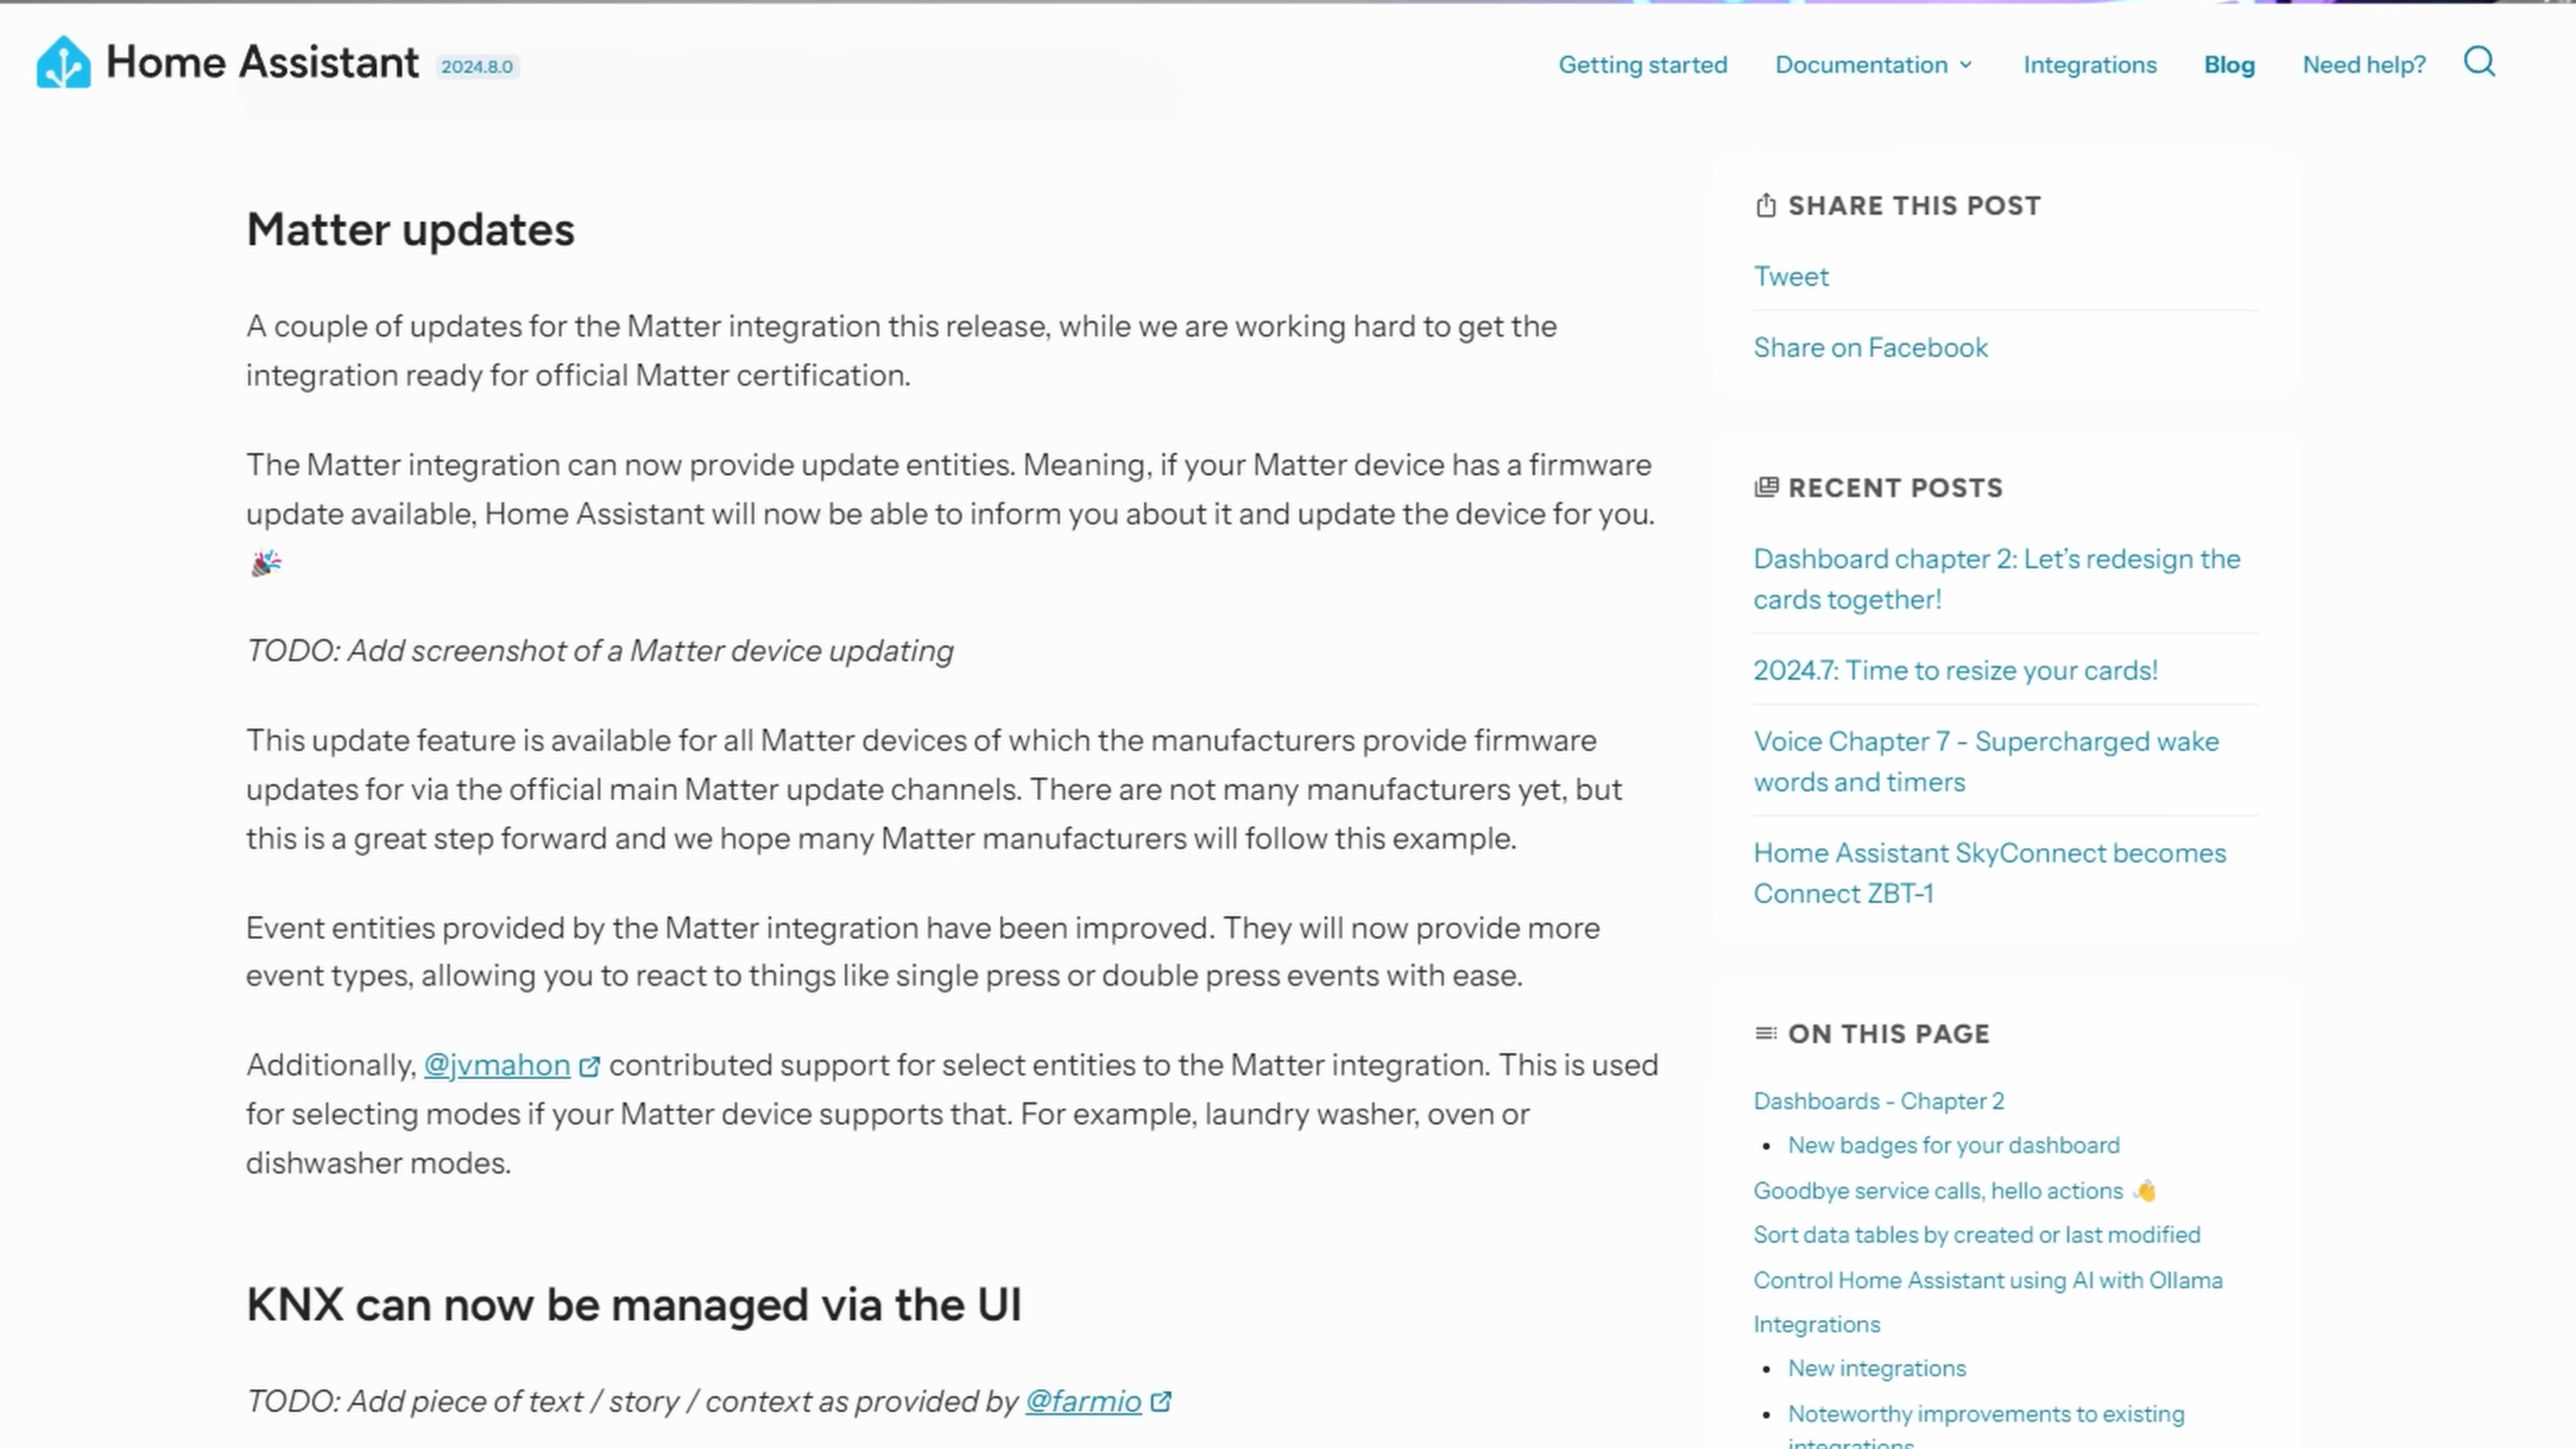 Home Assistant 2024.8.0
Getting started Documentation Integrations Blog Need help?
Matter updates
A couple of updates for the Matter integration this release, while we are working hard to get the
integration ready for official Matter certification.
The Matter integration can now provide update entities. Meaning, if your Matter device has a firmware
update available, Home Assistant will now be able to inform you about it and update the device for you.
🎉
TODO: Add screenshot of a Matter device updating
This update feature is available for all Matter devices of which the manufacturers provide firmware
updates for via the official main Matter update channels. There are not many manufacturers yet, but
this is a great step forward and we hope many Matter manufacturers will follow this example.
Event entities provided by the Matter integration have been improved. They will now provide more
event types, allowing you to react to things like single press or double press events with ease.
Additionally, @jvmahon contributed support for select entities to the Matter integration. This is used
for selecting modes if your Matter device supports that. For example, laundry washer, oven or
dishwasher modes.
KNX can now be managed via the UI
TODO: Add piece of text / story / context as provided by @farmio
SHARE THIS POST
Tweet
Share on Facebook
RECENT POSTS
Dashboard chapter 2: Let’s redesign the
cards together!
2024.7: Time to resize your cards!
Voice Chapter 7 - Supercharged wake
words and timers
Home Assistant SkyConnect becomes
Connect ZBT-1
ON THIS PAGE
Dashboards - Chapter 2
• New badges for your dashboard
Goodbye service calls, hello actions 👋
Sort data tables by created or last modified
Control Home Assistant using AI with Ollama
Integrations
• New integrations
• Noteworthy improvements to existing
integrations